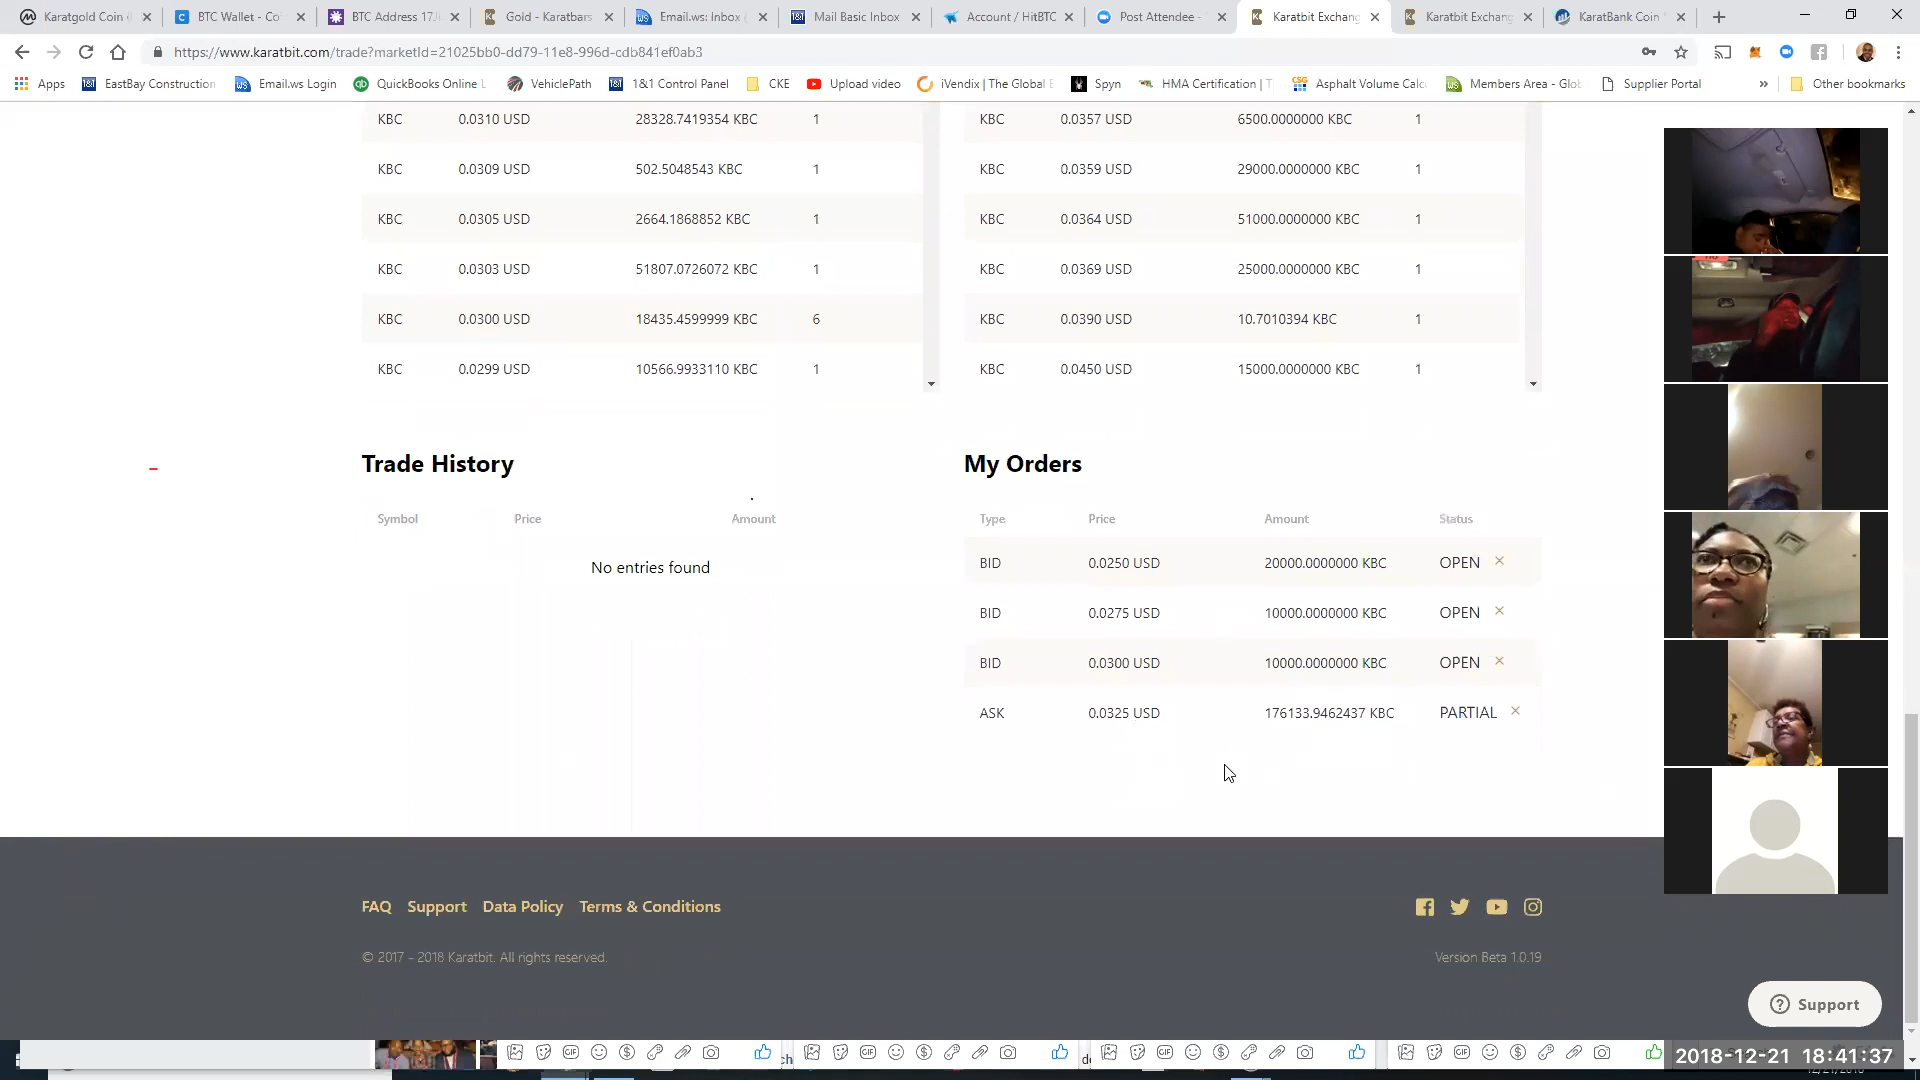 Karatgold Coin (
BTC Wallet - Co
BTC Address 17J
Gold - Karatbars
Email.ws: Inbox (
Mail Basic Inbox
Account / HitBTC
Post Attendee -
Karatbit Exchang
Karatbit Exchang
KaratBank Coin
https://www.karatbit.com/trade?marketId=21025bb0-dd79-11e8-996d-cdb841ef0ab3
Apps
EastBay Construction
Email.ws Login
QuickBooks Online L
VehiclePath
1&1 Control Panel
CKE
Upload video
iVendix | The Global E
Spyn
HMA Certification | T
Asphalt Volume Calcu
Members Area - Glob
Supplier Portal
» Other bookmarks
KBC 0.0310 USD 28328.7419354 KBC 1
KBC 0.0309 USD 502.5048543 KBC 1
KBC 0.0305 USD 2664.1868852 KBC 1
KBC 0.0303 USD 51807.0726072 KBC 1
KBC 0.0300 USD 18435.4599999 KBC 6
KBC 0.0299 USD 10566.9933110 KBC 1
KBC 0.0357 USD 6500.0000000 KBC 1
KBC 0.0359 USD 29000.0000000 KBC 1
KBC 0.0364 USD 51000.0000000 KBC 1
KBC 0.0369 USD 25000.0000000 KBC 1
KBC 0.0390 USD 10.7010394 KBC 1
KBC 0.0450 USD 15000.0000000 KBC 1
Trade History
Symbol Price Amount
No entries found
My Orders
Type Price Amount Status
BID 0.0250 USD 20000.0000000 KBC OPEN ×
BID 0.0275 USD 10000.0000000 KBC OPEN ×
BID 0.0300 USD 10000.0000000 KBC OPEN ×
ASK 0.0325 USD 176133.9462437 KBC PARTIAL ×
FAQ Support Data Policy Terms & Conditions
© 2017 - 2018 Karatbit. All rights reserved.
Version Beta 1.0.19
Support
2018-12-21 18:41:37